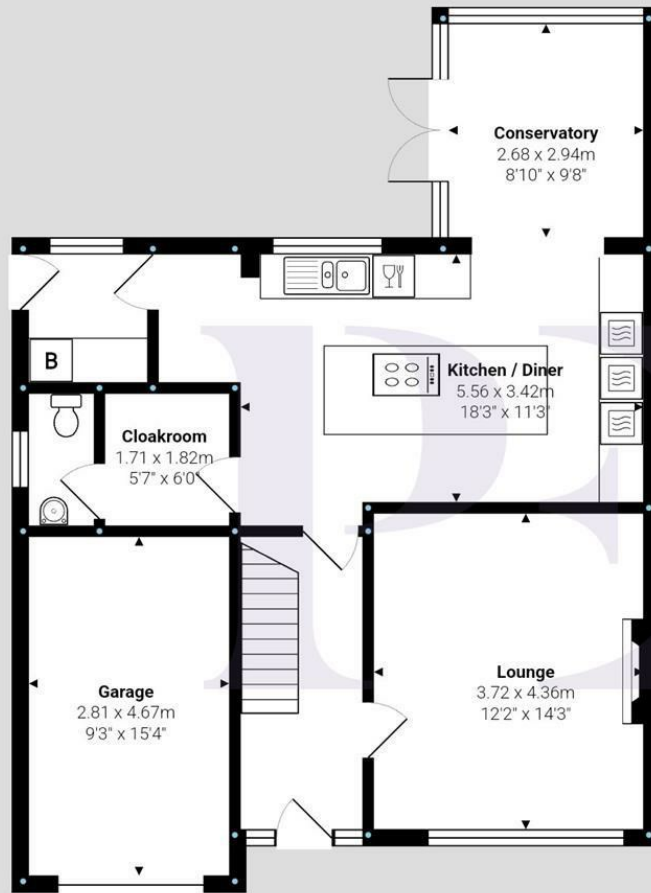 Conservatory
2.68 x 2.94m
8'10" x 9'8"
B
Kitchen / Diner
5.56 x 3.42m
18'3" x 11'3"
Cloakroom
1.71 x 1.82m
5'7" x 6'0"
Garage
2.81 x 4.67m
9'3" x 15'4"
Lounge
3.72 x 4.36m
12'2" x 14'3"